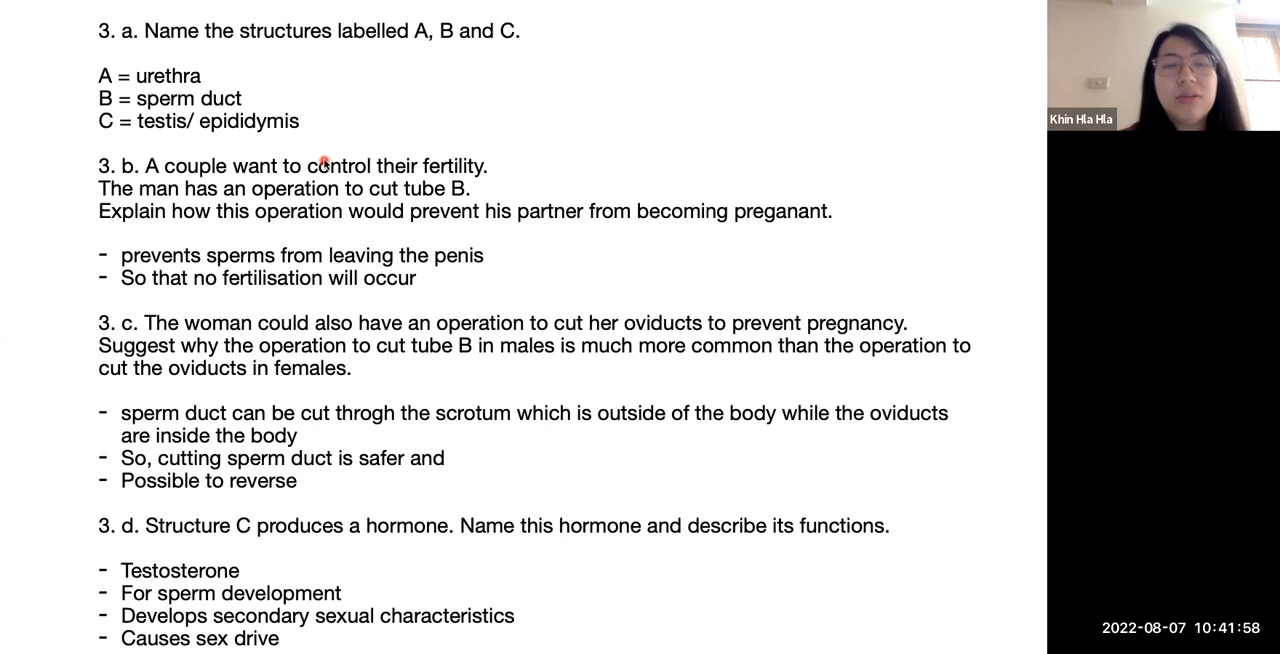 3. a. Name the structures labelled A, B and C.
A = urethra
B = sperm duct
C = testis/ epididymis
3. b. A couple want to control their fertility.
The man has an operation to cut tube B.
Explain how this operation would prevent his partner from becoming preganant.
- prevents sperms from leaving the penis
- So that no fertilisation will occur
3. c. The woman could also have an operation to cut her oviducts to prevent pregnancy.
Suggest why the operation to cut tube B in males is much more common than the operation to
cut the oviducts in females.
- sperm duct can be cut throgh the scrotum which is outside of the body while the oviducts
are inside the body
- So, cutting sperm duct is safer and
- Possible to reverse
3. d. Structure C produces a hormone. Name this hormone and describe its functions.
- Testosterone
- For sperm development
- Develops secondary sexual characteristics
- Causes sex drive
Khin Hla Hla
2022-08-07 10:41:58